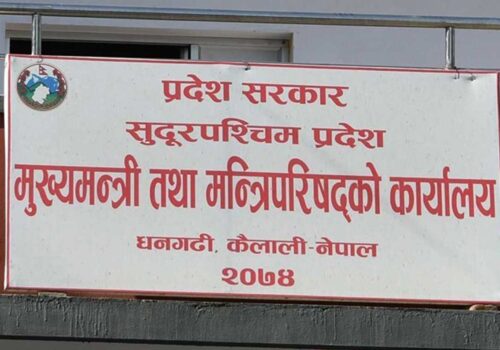 प्रदेश सरकार
सुदूरपश्चिम प्रदेश
मुख्यमन्त्री तथा मन्त्रिपरिषद्को कार्यालय
धनगढी, कैलाली-नेपाल
२०७४